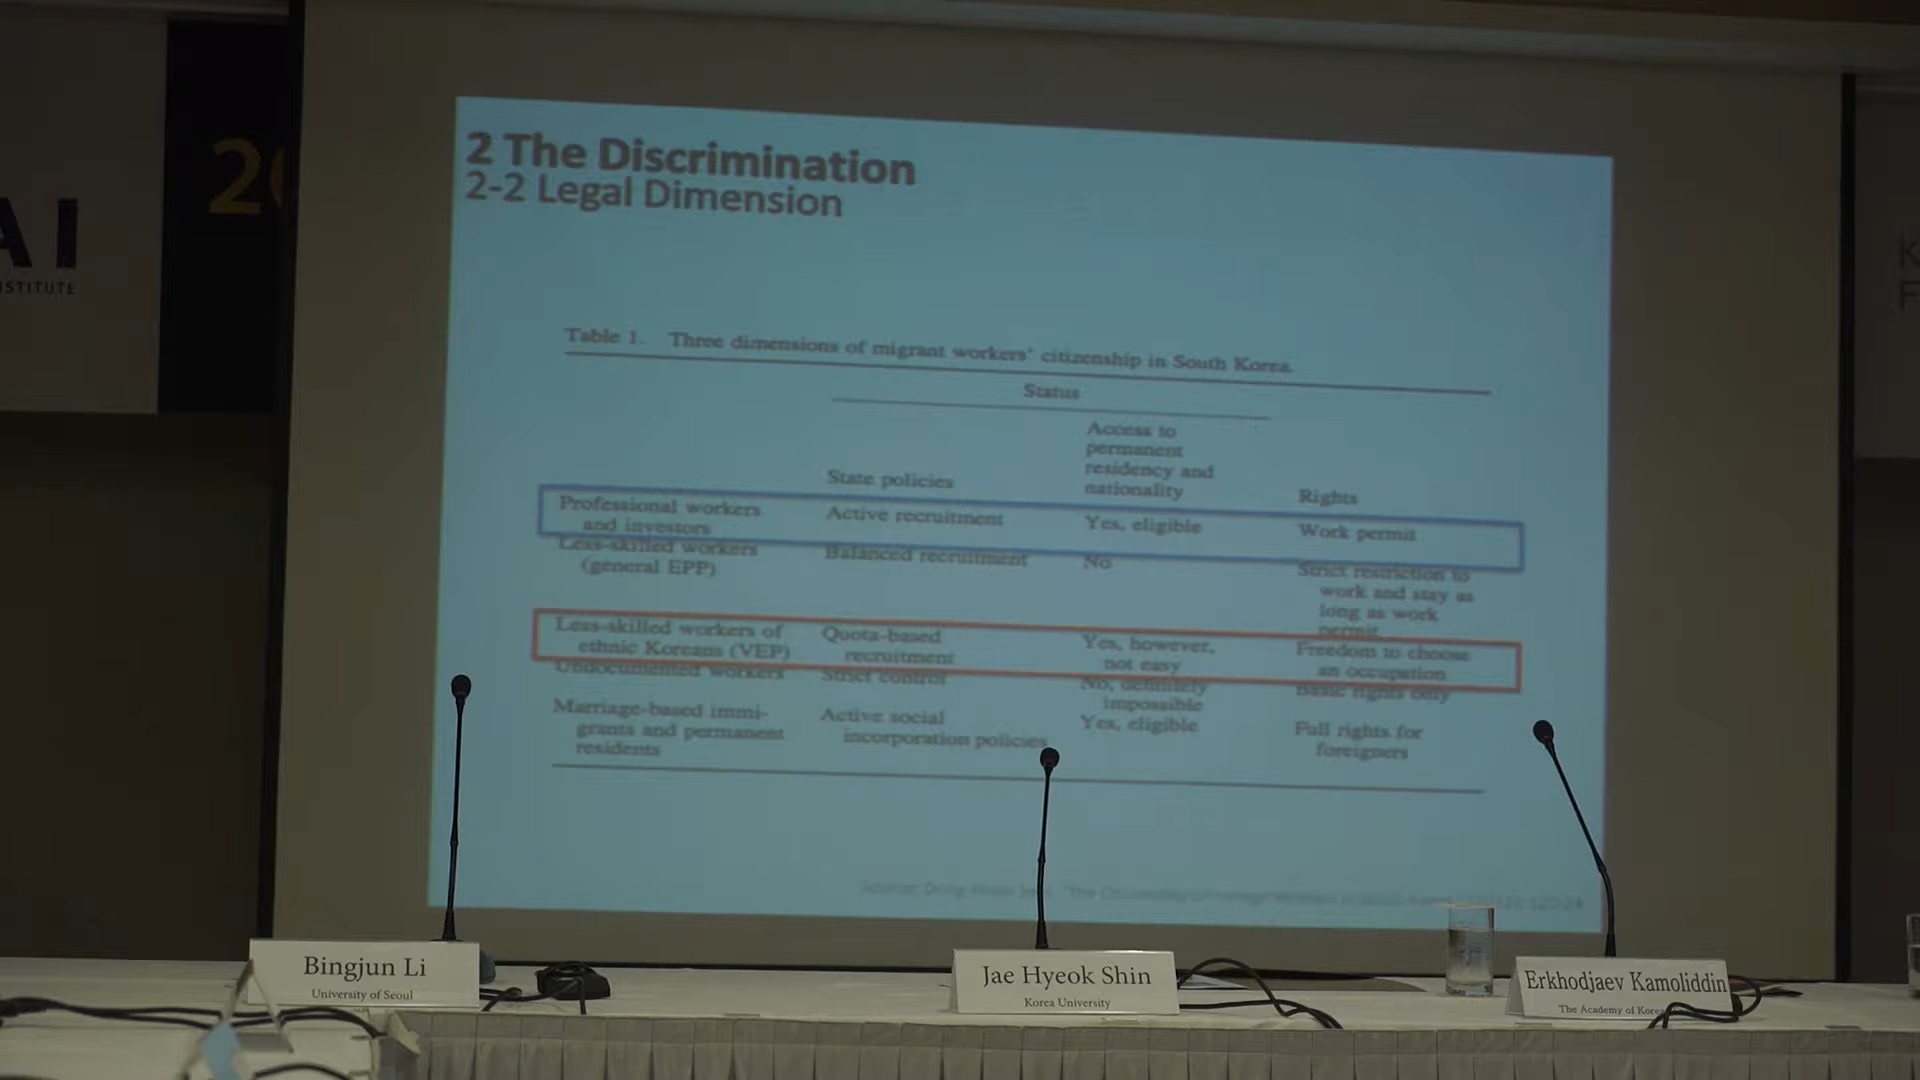 2 The Discrimination
2-2 Legal Dimension
AI
STITUTE
Table 1. Three dimensions of migrant workers' citizenship in South Korea.
Status
State policies
Access to
permanent
residency and
nationality
Rights
Professional workers
and investors
Active recruitment
Yes, eligible
Work permit
Less-skilled workers
(general EPP)
Balanced recruitment
No
Strict restriction to
work and stay as
long as work
permit
Less-skilled workers of
ethnic Koreans (VEP)
Quota-based
recruitment
Yes, however,
not easy
Freedom to choose
an occupation
Undocumented workers
Strict control
No, definitely
impossible
Basic rights only
Marriage-based immi-
grants and permanent
residents
Active social
incorporation policies
Yes, eligible
Full rights for
foreigners
Bingjun Li
University of Seoul
Jae Hyeok Shin
Korea University
Erkhodjaev Kamoliddin
The Academy of Korea